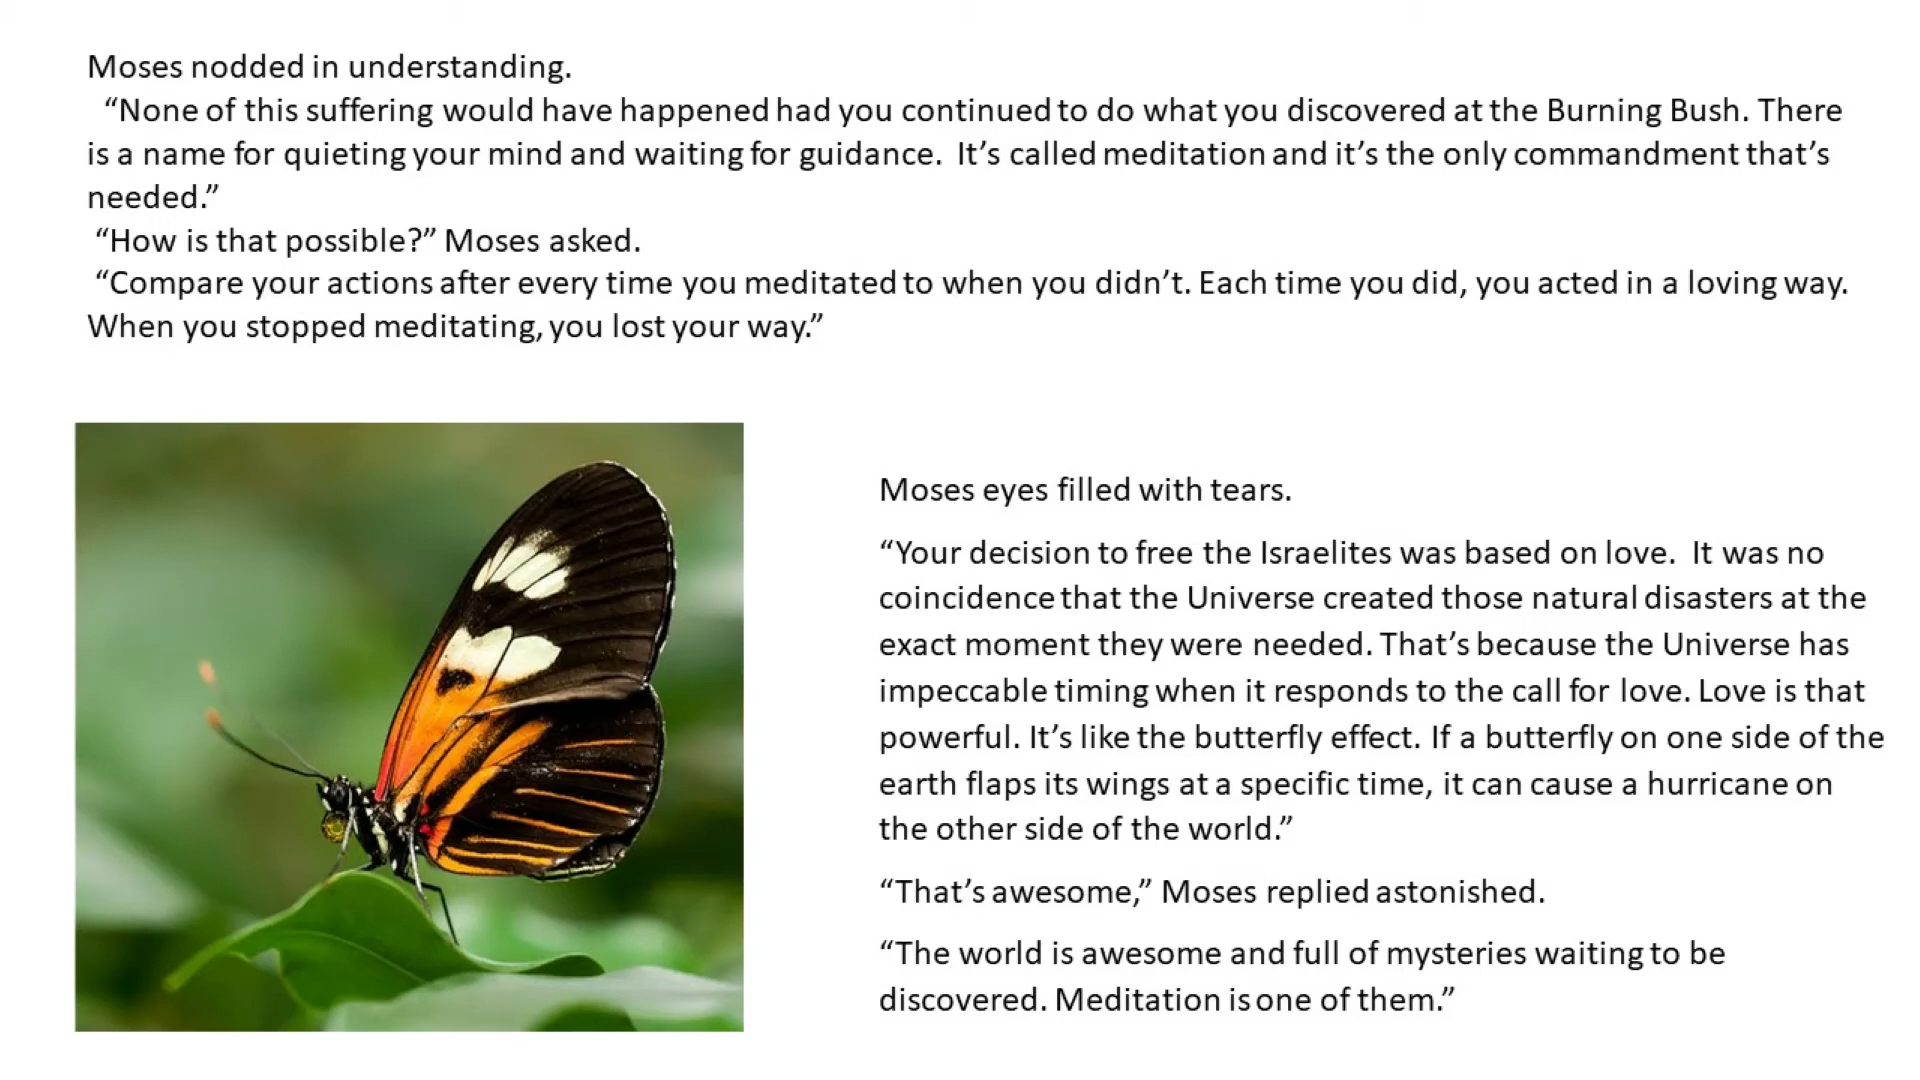 Moses nodded in understanding.
“None of this suffering would have happened had you continued to do what you discovered at the Burning Bush. There
is a name for quieting your mind and waiting for guidance.  It’s called meditation and it’s the only commandment that’s
needed.”
“How is that possible?” Moses asked.
“Compare your actions after every time you meditated to when you didn’t. Each time you did, you acted in a loving way.
When you stopped meditating, you lost your way.”
Moses eyes filled with tears.
“Your decision to free the Israelites was based on love.  It was no
coincidence that the Universe created those natural disasters at the
exact moment they were needed. That’s because the Universe has
impeccable timing when it responds to the call for love. Love is that
powerful. It’s like the butterfly effect. If a butterfly on one side of the
earth flaps its wings at a specific time, it can cause a hurricane on
the other side of the world.”
“That’s awesome,” Moses replied astonished.
“The world is awesome and full of mysteries waiting to be
discovered. Meditation is one of them.”